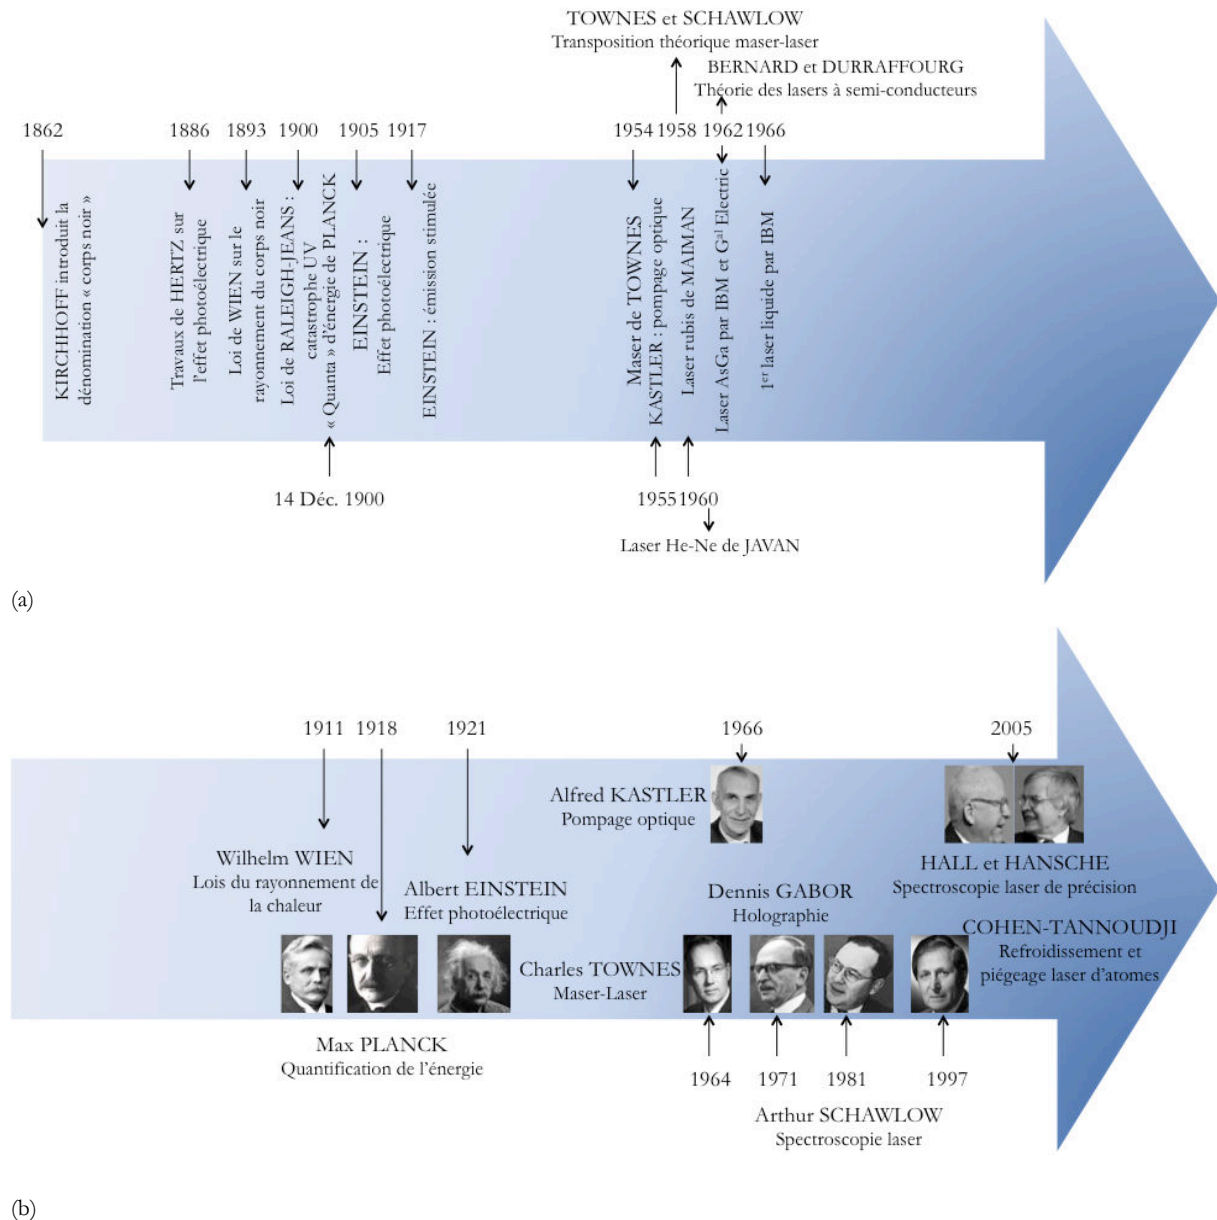 TOWNES et SCHAWLOW
Transposition théorique maser-laser
BERNARD et DURRAFFOURG
Théorie des lasers à semi-conducteurs
1862
1886
1893
1900
1905
1917
1954
1958
1962
1966
KIRCHHOFF introduit la
dénomination « corps noir »
Travaux de HERTZ sur
l'effet photoélectrique
Loi de WIEN sur le
rayonnement du corps noir
Loi de RALEIGH-JEANS :
catastrophe UV
« Quanta » d'énergie de PLANCK
EINSTEIN :
Effet photoélectrique
EINSTEIN : émission stimulée
Maser de TOWNES
KASTLER : pompage optique
Laser rubis de MAIMAN
Laser AsGa par IBM et Gal Electric
1er laser liquide par IBM
14 Déc. 1900
1955
1960
Laser He-Ne de JAVAN
(a)
1911
1918
1921
1966
2005
Alfred KASTLER
Pompage optique
Wilhelm WIEN
Lois du rayonnement de
la chaleur
Albert EINSTEIN
Effet photoélectrique
HALL et HANSCHE
Spectroscopie laser de précision
Dennis GABOR
Holographie
COHEN-TANNOUDJI
Refroidissement et
piégeage laser d'atomes
Charles TOWNES
Maser-Laser
Max PLANCK
Quantification de l'énergie
1964
1971
1981
1997
Arthur SCHAWLOW
Spectroscopie laser
(b)